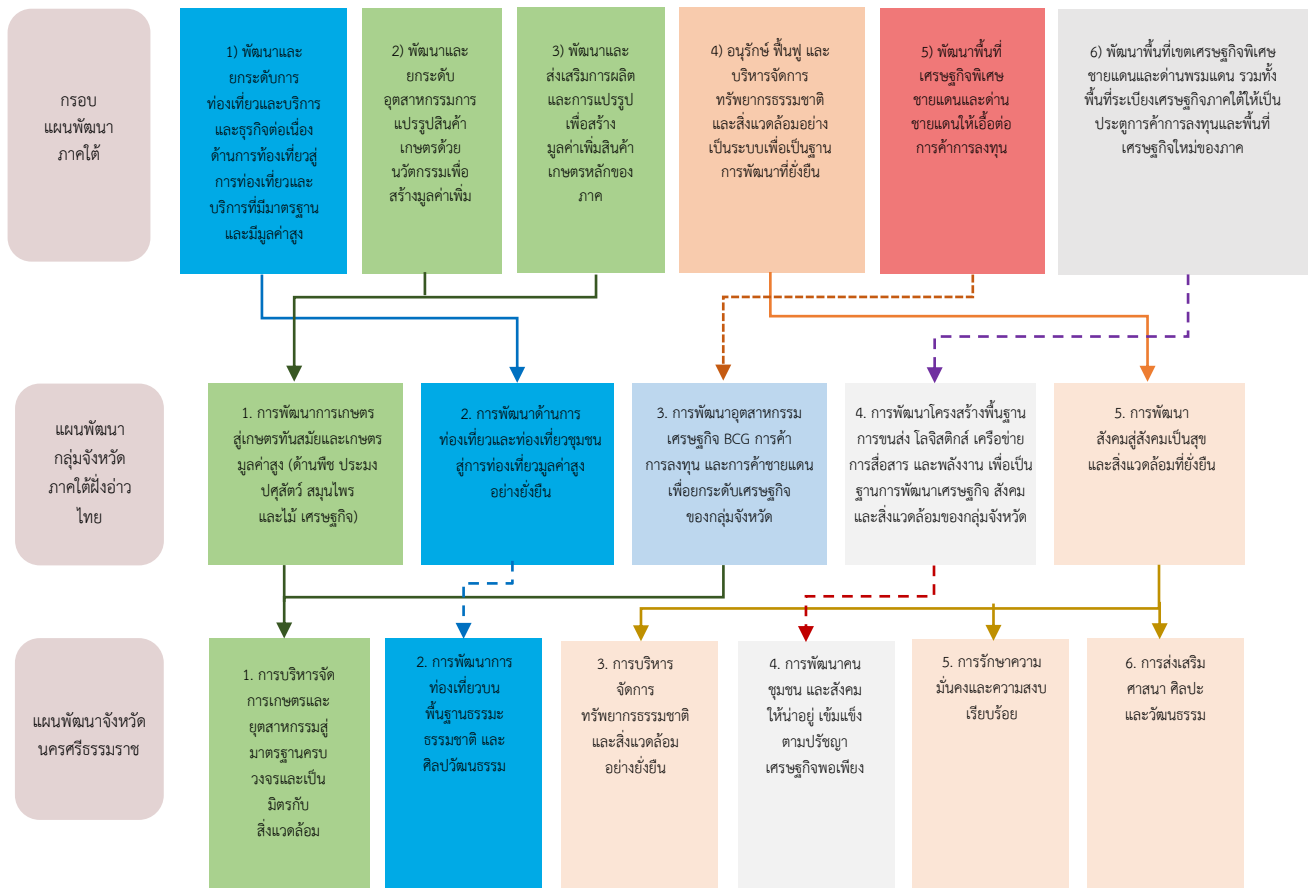 กรอบ
แผนพัฒนา
ภาคใต้
1) พัฒนาและ
ยกระดับการ
ท่องเที่ยวและบริการ
และธุรกิจต่อเนื่อง
ด้านการท้องเที่ยวสู่
การท่องเที่ยวและ
บริการที่มีมาตรฐาน
และมีมูลค่าสูง
2) พัฒนาและ
ยกระดับ
อุตสาหกรรมการ
แปรรูปสินค้า
เกษตรด้วย
นวัตกรรมเพื่อ
สร้างมูลค่าเพิ่ม
3) พัฒนาและ
ส่งเสริมการผลิต
และการแปรรูป
เพื่อสร้าง
มูลค่าเพิ่มสินค้า
เกษตรหลักของ
ภาค
4) อนุรักษ์ ฟื้นฟู และ
บริหารจัดการ
ทรัพยากรธรรมชาติ
และสิ่งแวดล้อมอย่าง
เป็นระบบเพื่อเป็นฐาน
การพัฒนาที่ยั่งยืน
5) พัฒนาพื้นที่
เศรษฐกิจพิเศษ
ชายแดนและด่าน
ชายแดนให้เอื้อต่อ
การค้าการลงทุน
6) พัฒนาพื้นที่เขตเศรษฐกิจพิเศษ
ชายแดนและด่านพรมแดน รวมทั้ง
พื้นที่ระเบียงเศรษฐกิจภาคใต้ให้เป็น
ประตูการค้าการลงทุนและพื้นที่
เศรษฐกิจใหม่ของภาค
แผนพัฒนา
กลุ่มจังหวัด
ภาคใต้ฝั่งอ่าว
ไทย
1. การพัฒนาการเกษตร
สู่เกษตรทันสมัยและเกษตร
มูลค่าสูง (ด้านพืช ประมง
ปศุสัตว์ สมุนไพร
และไม้ เศรษฐกิจ)
2. การพัฒนาด้านการ
ท่องเที่ยวและท่องเที่ยวชุมชน
สู่การท่องเที่ยวมูลค่าสูง
อย่างยั่งยืน
3. การพัฒนาอุตสาหกรรม
เศรษฐกิจ BCG การค้า
การลงทุน และการค้าชายแดน
เพื่อยกระดับเศรษฐกิจ
ของกลุ่มจังหวัด
4. การพัฒนาโครงสร้างพื้นฐาน
การขนส่ง โลจิสติกส์ เครือข่าย
การสื่อสาร และพลังงาน เพื่อเป็น
ฐานการพัฒนาเศรษฐกิจ สังคม
และสิ่งแวดล้อมของกลุ่มจังหวัด
5. การพัฒนา
สังคมสู่สังคมเป็นสุข
และสิ่งแวดล้อมที่ยั่งยืน
แผนพัฒนาจังหวัด
นครศรีธรรมราช
1. การบริหารจัด
การเกษตรและ
ยุตสาหกรรมสู่
มาตรฐานครบ
วงจรและเป็น
มิตรกับ
สิ่งแวดล้อม
2. การพัฒนาการ
ท่องเที่ยวบน
พื้นฐานธรรมะ
ธรรมชาติ และ
ศิลปวัฒนธรรม
3. การบริหาร
จัดการ
ทรัพยากรธรรมชาติ
และสิ่งแวดล้อม
อย่างยั่งยืน
4. การพัฒนาคน
ชุมชน และสังคม
ให้น่าอยู่ เข้มแข็ง
ตามปรัชญา
เศรษฐกิจพอเพียง
5. การรักษาความ
มั่นคงและความสงบ
เรียบร้อย
6. การส่งเสริม
ศาสนา ศิลปะ
และวัฒนธรรม